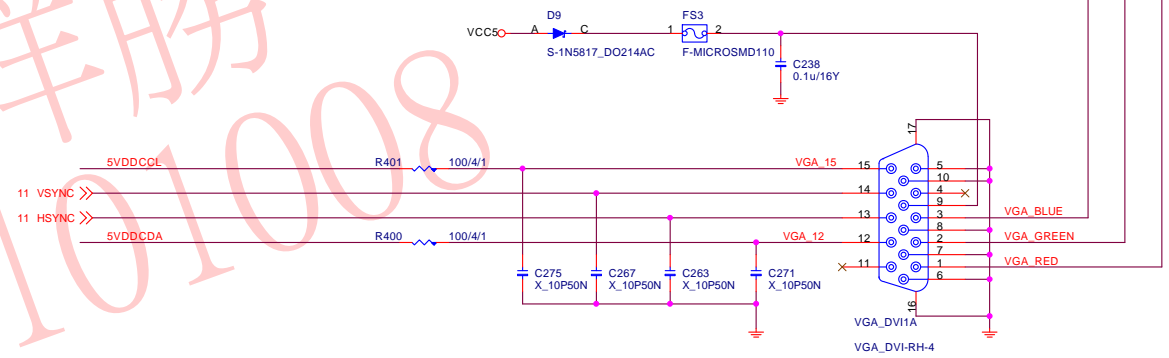 D9
FS3
VCC5
A
C
1
2
S-1N5817_DO214AC
F-MICROSMD110
C238
0.1u/16Y
羊勝
101008
17
5VDDCCL
R401
100/4/1
VGA_15
15
5
10
11
VSYNC
14
4
9
11
HSYNC
13
3
VGA_BLUE
8
5VDDCDA
R400
100/4/1
VGA_12
12
2
VGA_GREEN
7
11
1
VGA_RED
6
C275
X_10P50N
C267
X_10P50N
C263
X_10P50N
C271
X_10P50N
16
VGA_DVI1A
VGA_DVI-RH-4